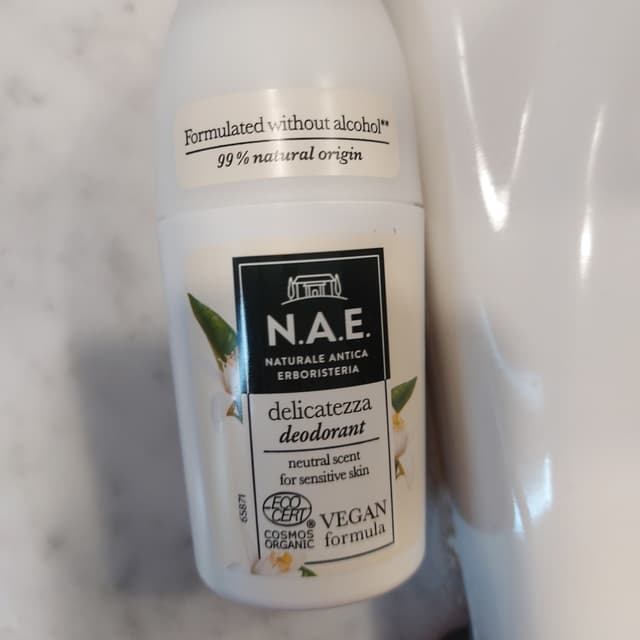 Formulated without alcohol**
99% natural origin
N.A.E.
NATURALE ANTICA
ERBORISTERIA
delicatezza
deodorant
neutral scent
for sensitive skin
65871
ECO
CERT®
COSMOS
ORGANIC
VEGAN
formula